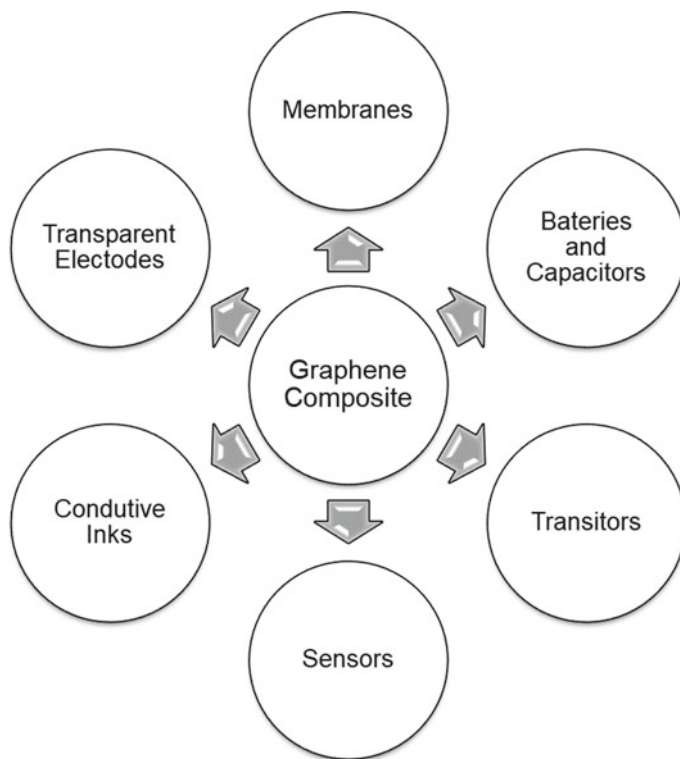 Membranes
Transparent
Electodes
Bateries
and
Capacitors
Graphene
Composite
Condutive
Inks
Transitors
Sensors